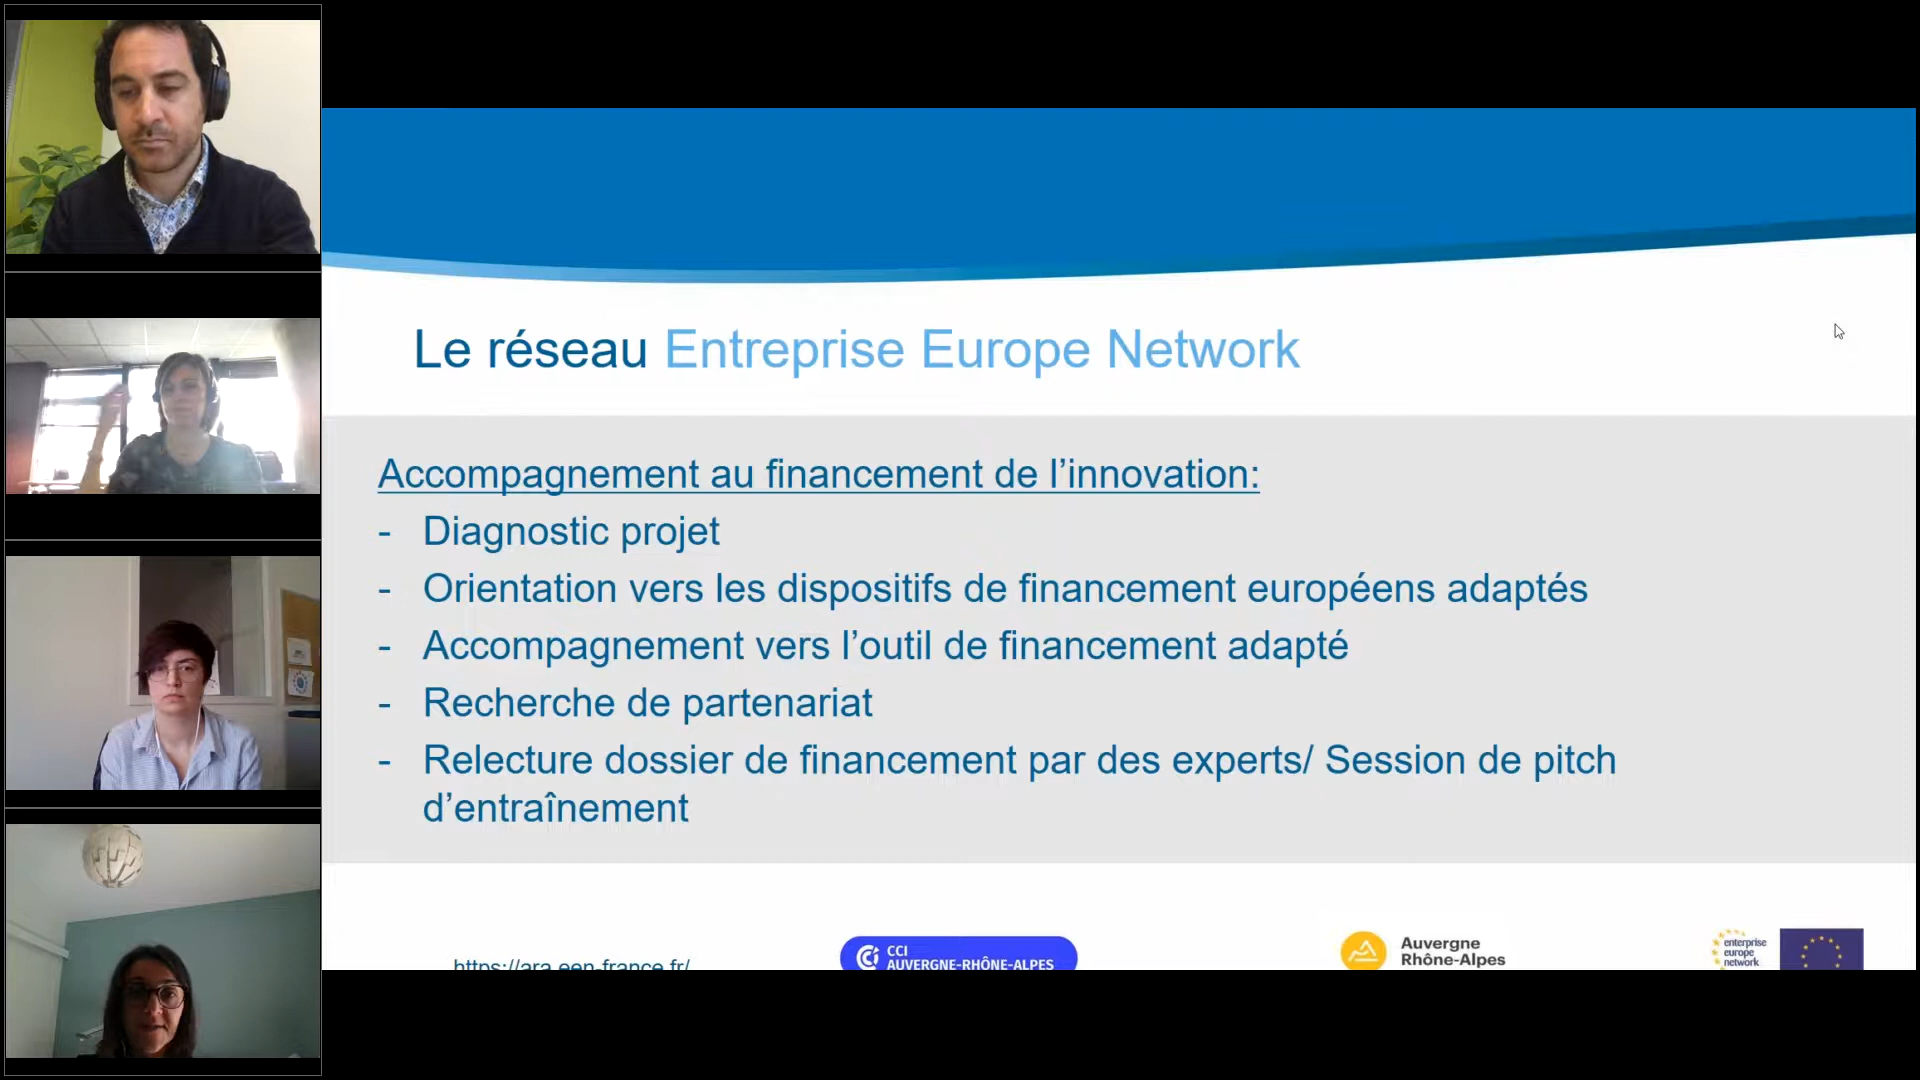 Le réseau Entreprise Europe Network
Accompagnement au financement de l’innovation:
- Diagnostic projet
- Orientation vers les dispositifs de financement européens adaptés
- Accompagnement vers l’outil de financement adapté
- Recherche de partenariat
- Relecture dossier de financement par des experts/ Session de pitch
d’entraînement
https://ara.een-france.fr/
CCI
AUVERGNE-RHÔNE-ALPES
Auvergne
Rhône-Alpes
enterprise
europe
network